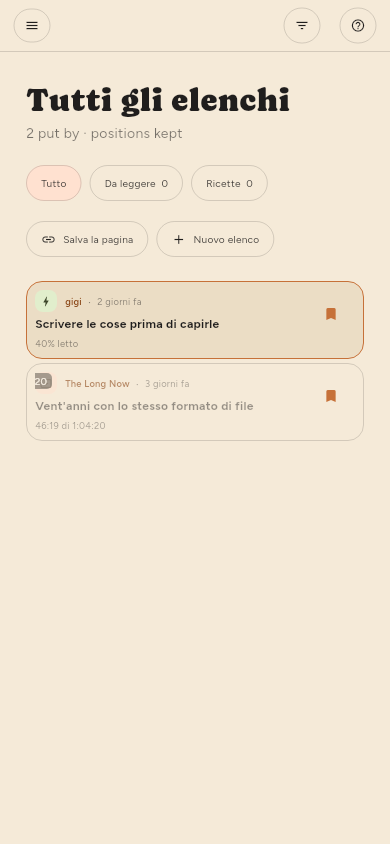 Tutti gli elenchi
2 put by · positions kept
Tutto
Da leggere 0
Ricette 0
Salva la pagina
Nuovo elenco
gigi · 2 giorni fa
Scrivere le cose prima di capirle
40% letto
20
The Long Now · 3 giorni fa
Vent'anni con lo stesso formato di file
46:19 di 1:04:20